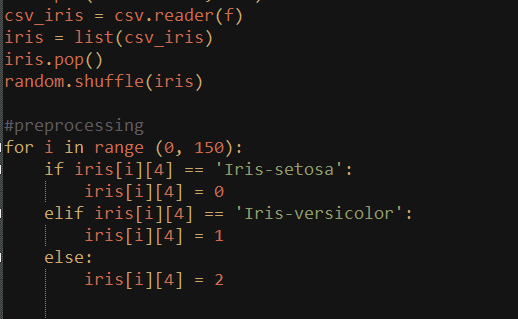 csv_iris = csv.reader(f)
iris = list(csv_iris)
iris.pop()
random.shuffle(iris)
#preprocessing
for i in range (0, 150):
if iris[i][4] == 'Iris-setosa':
iris[i][4] = 0
elif iris[i][4] == 'Iris-versicolor':
iris[i][4] = 1
else:
iris[i][4] = 2